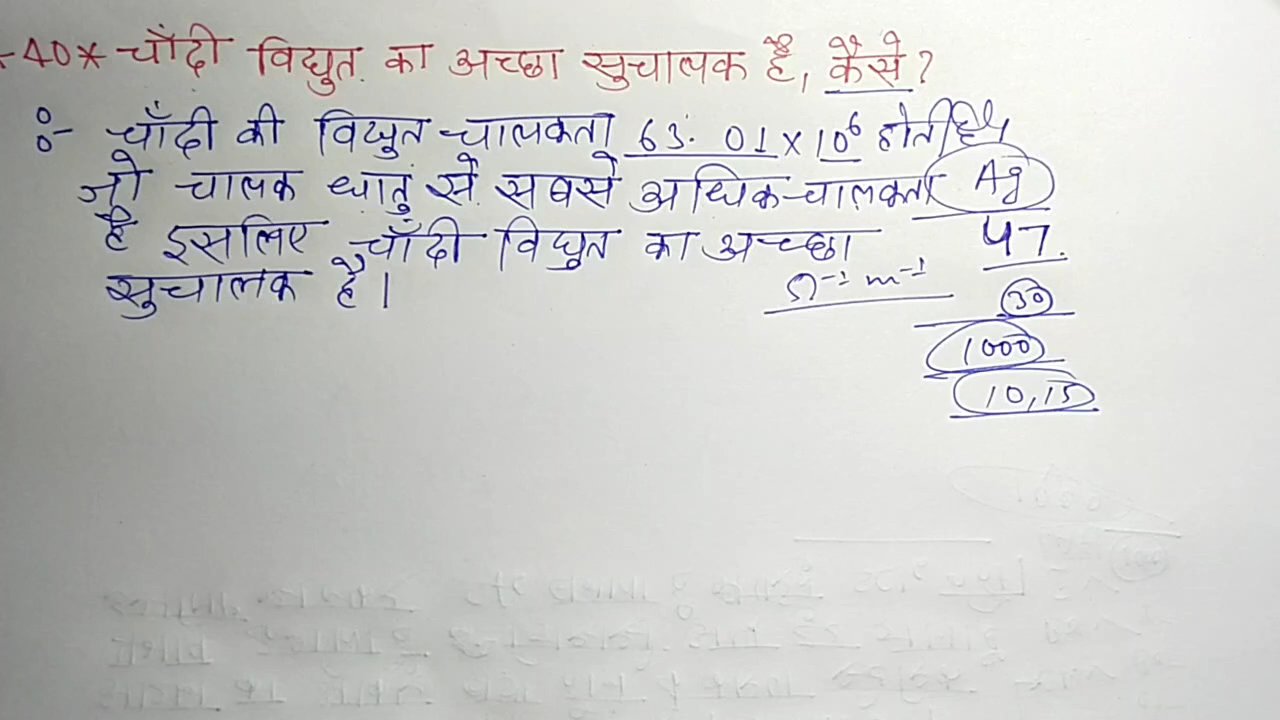 -40* चाँदी विद्युत का अच्छा सुचालक है, कैसे?
:- चाँदी की विद्युत चालकता 63.01×10⁶ होती है
जो चालक धातु से सबसे अधिक चालकता Ag
है इसलिए चाँदी विद्युत का अच्छा 47.
सुचालक है। Ω⁻¹ m⁻¹ 30
1000
10,15